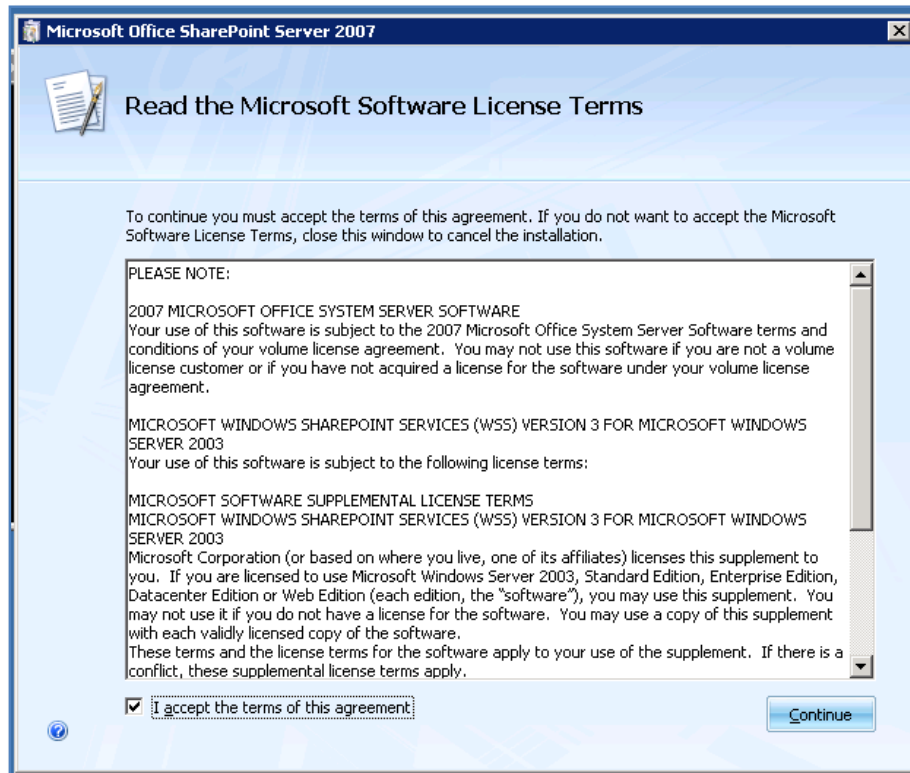 Microsoft Office SharePoint Server 2007
Read the Microsoft Software License Terms
To continue you must accept the terms of this agreement. If you do not want to accept the Microsoft
Software License Terms, close this window to cancel the installation.
PLEASE NOTE:
2007 MICROSOFT OFFICE SYSTEM SERVER SOFTWARE
Your use of this software is subject to the 2007 Microsoft Office System Server Software terms and
conditions of your volume license agreement.  You may not use this software if you are not a volume
license customer or if you have not acquired a license for the software under your volume license
agreement.
MICROSOFT WINDOWS SHAREPOINT SERVICES (WSS) VERSION 3 FOR MICROSOFT WINDOWS
SERVER 2003
Your use of this software is subject to the following license terms:
MICROSOFT SOFTWARE SUPPLEMENTAL LICENSE TERMS
MICROSOFT WINDOWS SHAREPOINT SERVICES (WSS) VERSION 3 FOR MICROSOFT WINDOWS
SERVER 2003
Microsoft Corporation (or based on where you live, one of its affiliates) licenses this supplement to
you.  If you are licensed to use Microsoft Windows Server 2003, Standard Edition, Enterprise Edition,
Datacenter Edition or Web Edition (each edition, the “software”), you may use this supplement.  You
may not use it if you do not have a license for the software.  You may use a copy of this supplement
with each validly licensed copy of the software.
These terms and the license terms for the software apply to your use of the supplement.  If there is a
conflict, these supplemental license terms apply.
I accept the terms of this agreement
Continue